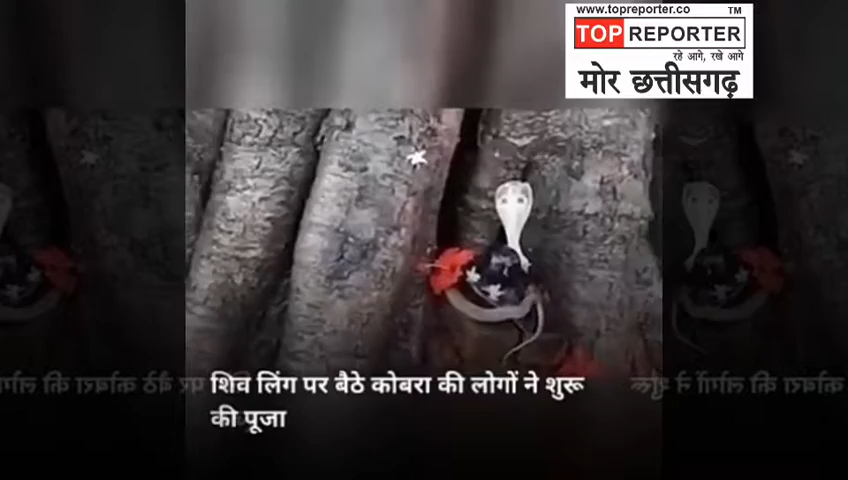 www.topreporter.co
TM
TOP REPORTER
रहे आगे, रखे आगे
मोर छत्तीसगढ़
शिव लिंग पर बैठे कोबरा की लोगों ने शुरू
की पूजा